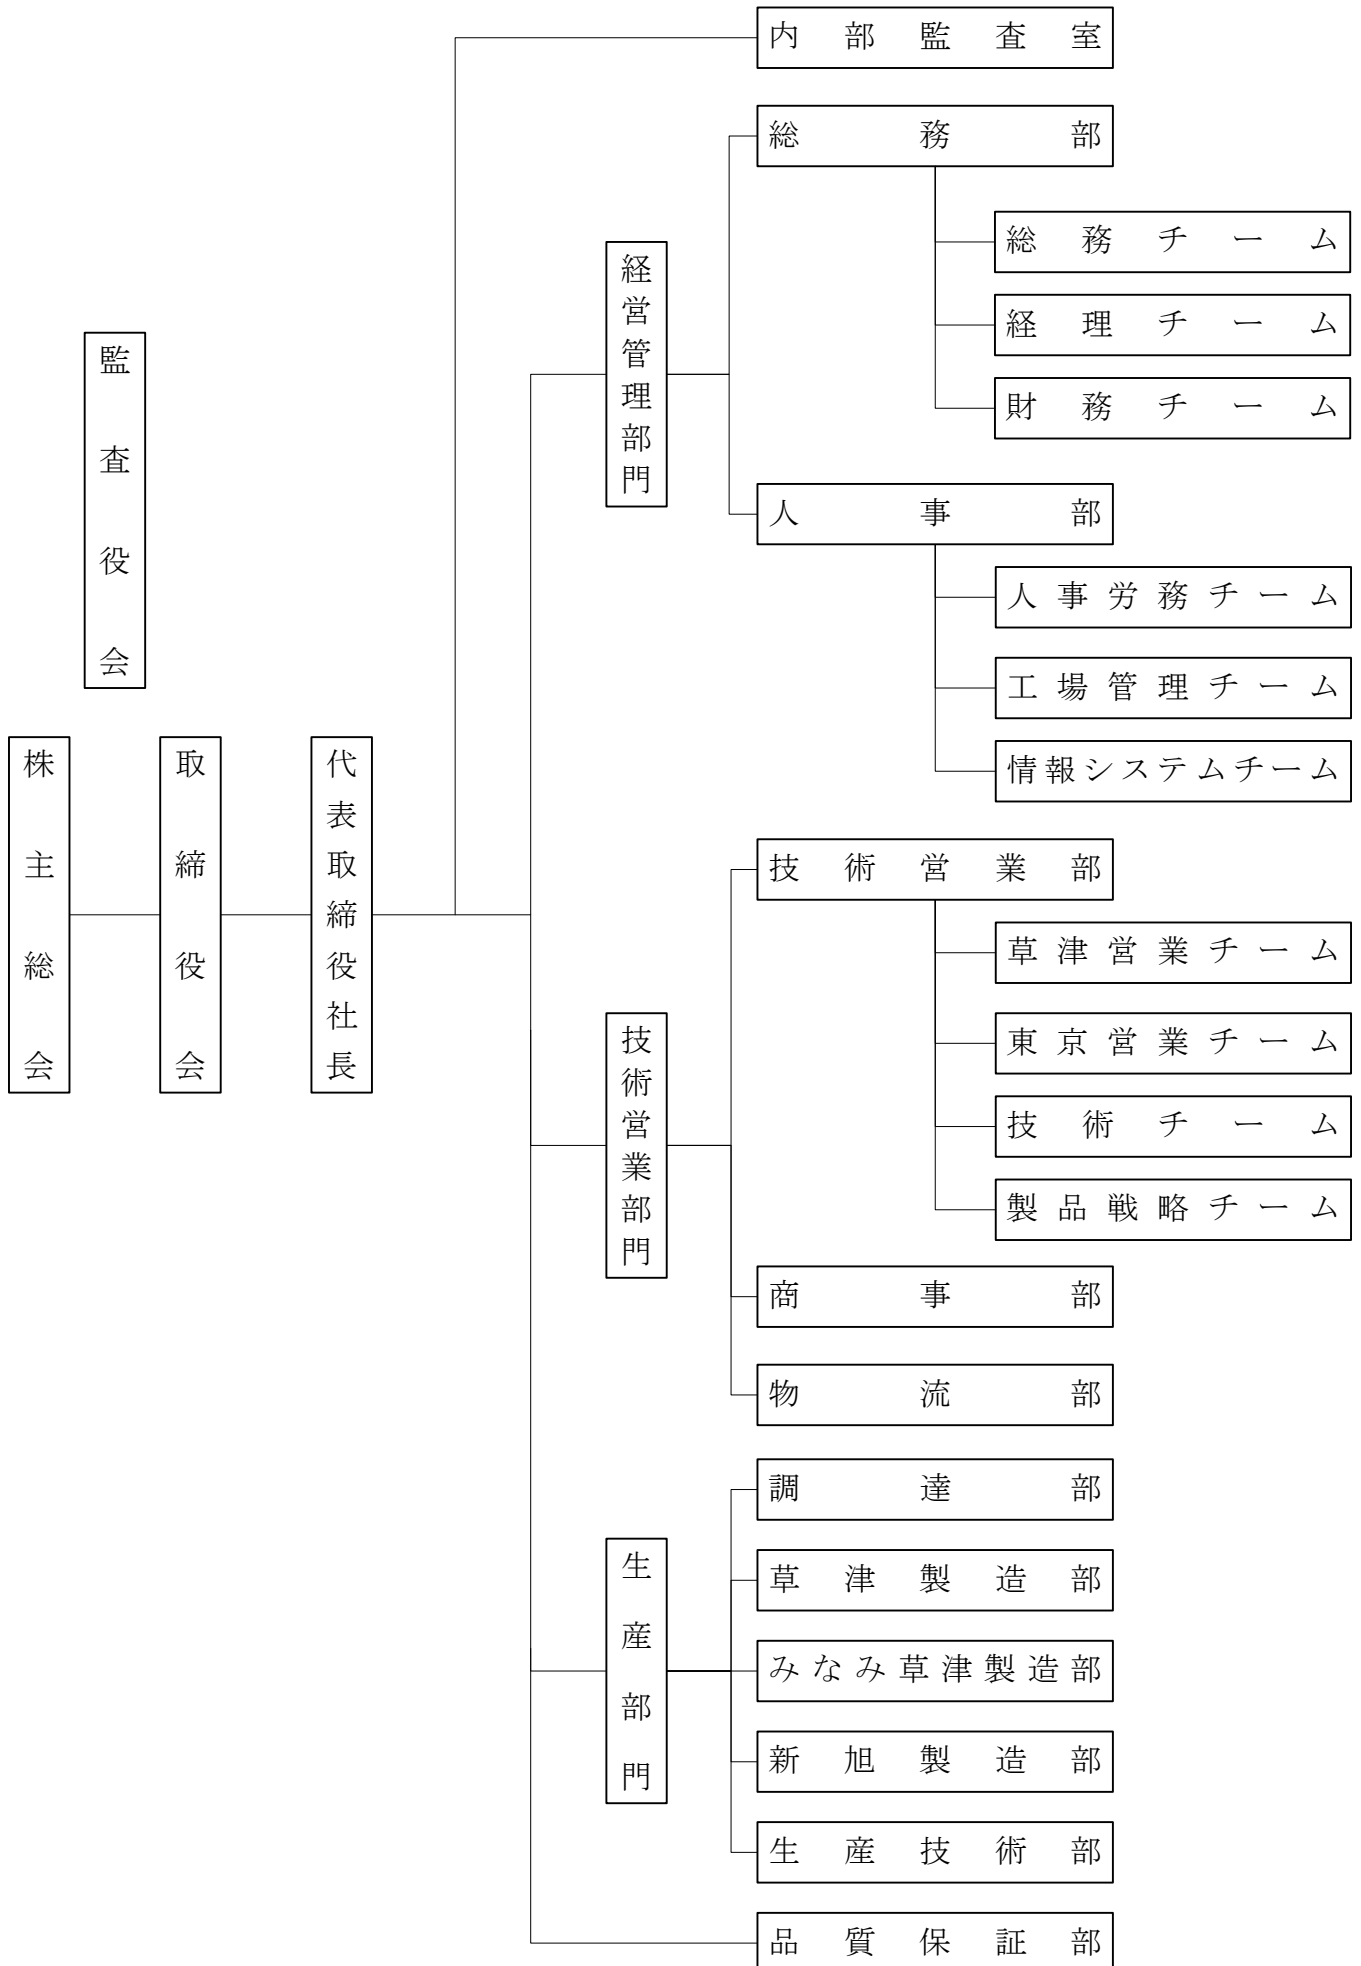 内部監査室
総務部
総務チーム
経理チーム
財務チーム
経営管理部門
人事部
人事労務チーム
工場管理チーム
情報システムチーム
監査役会
株主総会
取締役会
代表取締役社長
技術営業部
草津営業チーム
東京営業チーム
技術チーム
製品戦略チーム
技術営業部門
商事部
物流部
調達部
草津製造部
みなみ草津製造部
新旭製造部
生産技術部
生産部門
品質保証部